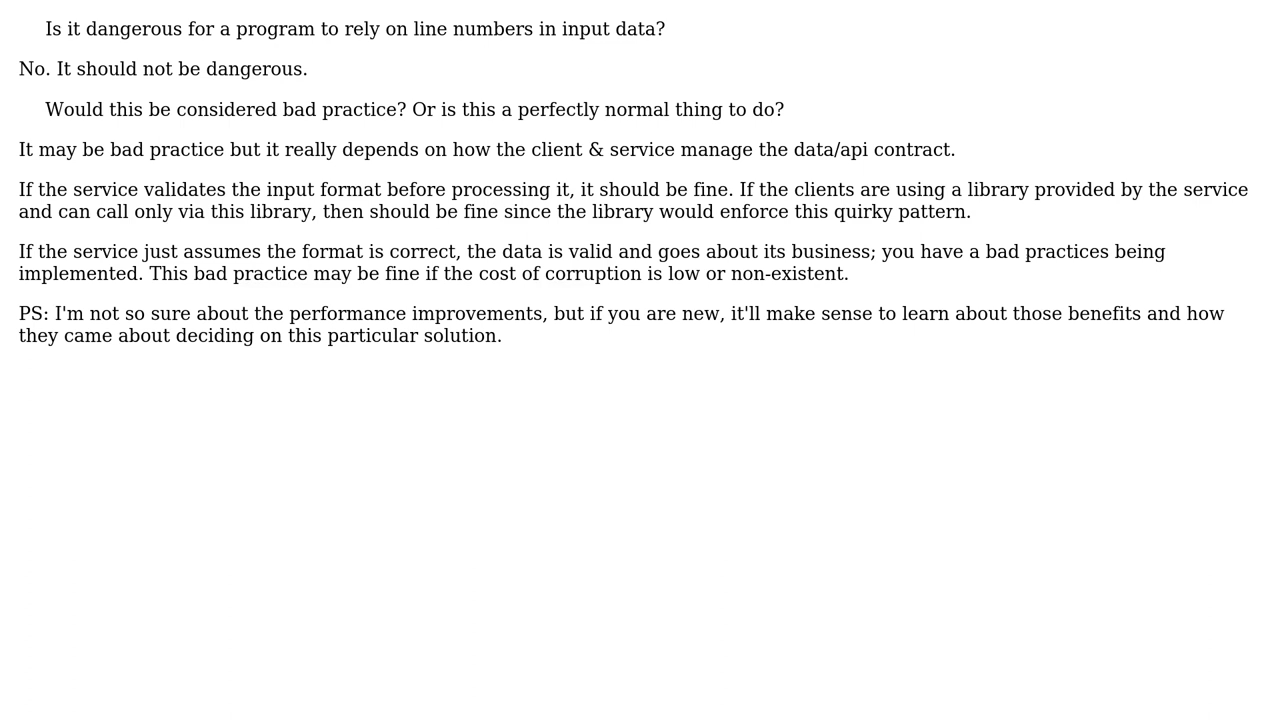 Is it dangerous for a program to rely on line numbers in input data?
No. It should not be dangerous.
Would this be considered bad practice? Or is this a perfectly normal thing to do?
It may be bad practice but it really depends on how the client & service manage the data/api contract.
If the service validates the input format before processing it, it should be fine. If the clients are using a library provided by the service
and can call only via this library, then should be fine since the library would enforce this quirky pattern.
If the service just assumes the format is correct, the data is valid and goes about its business; you have a bad practices being
implemented. This bad practice may be fine if the cost of corruption is low or non-existent.
PS: I'm not so sure about the performance improvements, but if you are new, it'll make sense to learn about those benefits and how
they came about deciding on this particular solution.